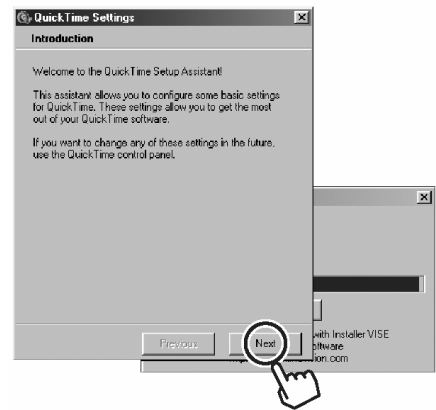 QuickTime Settings
Introduction
Welcome to the QuickTime Setup Assistant!
This assistant allows you to configure some basic settings
for QuickTime. These settings allow you to get the most
out of your QuickTime software.
If you want to change any of these settings in the future,
use the QuickTime control panel.
Previous
Next
with Installer VISE
oftware
ion.com